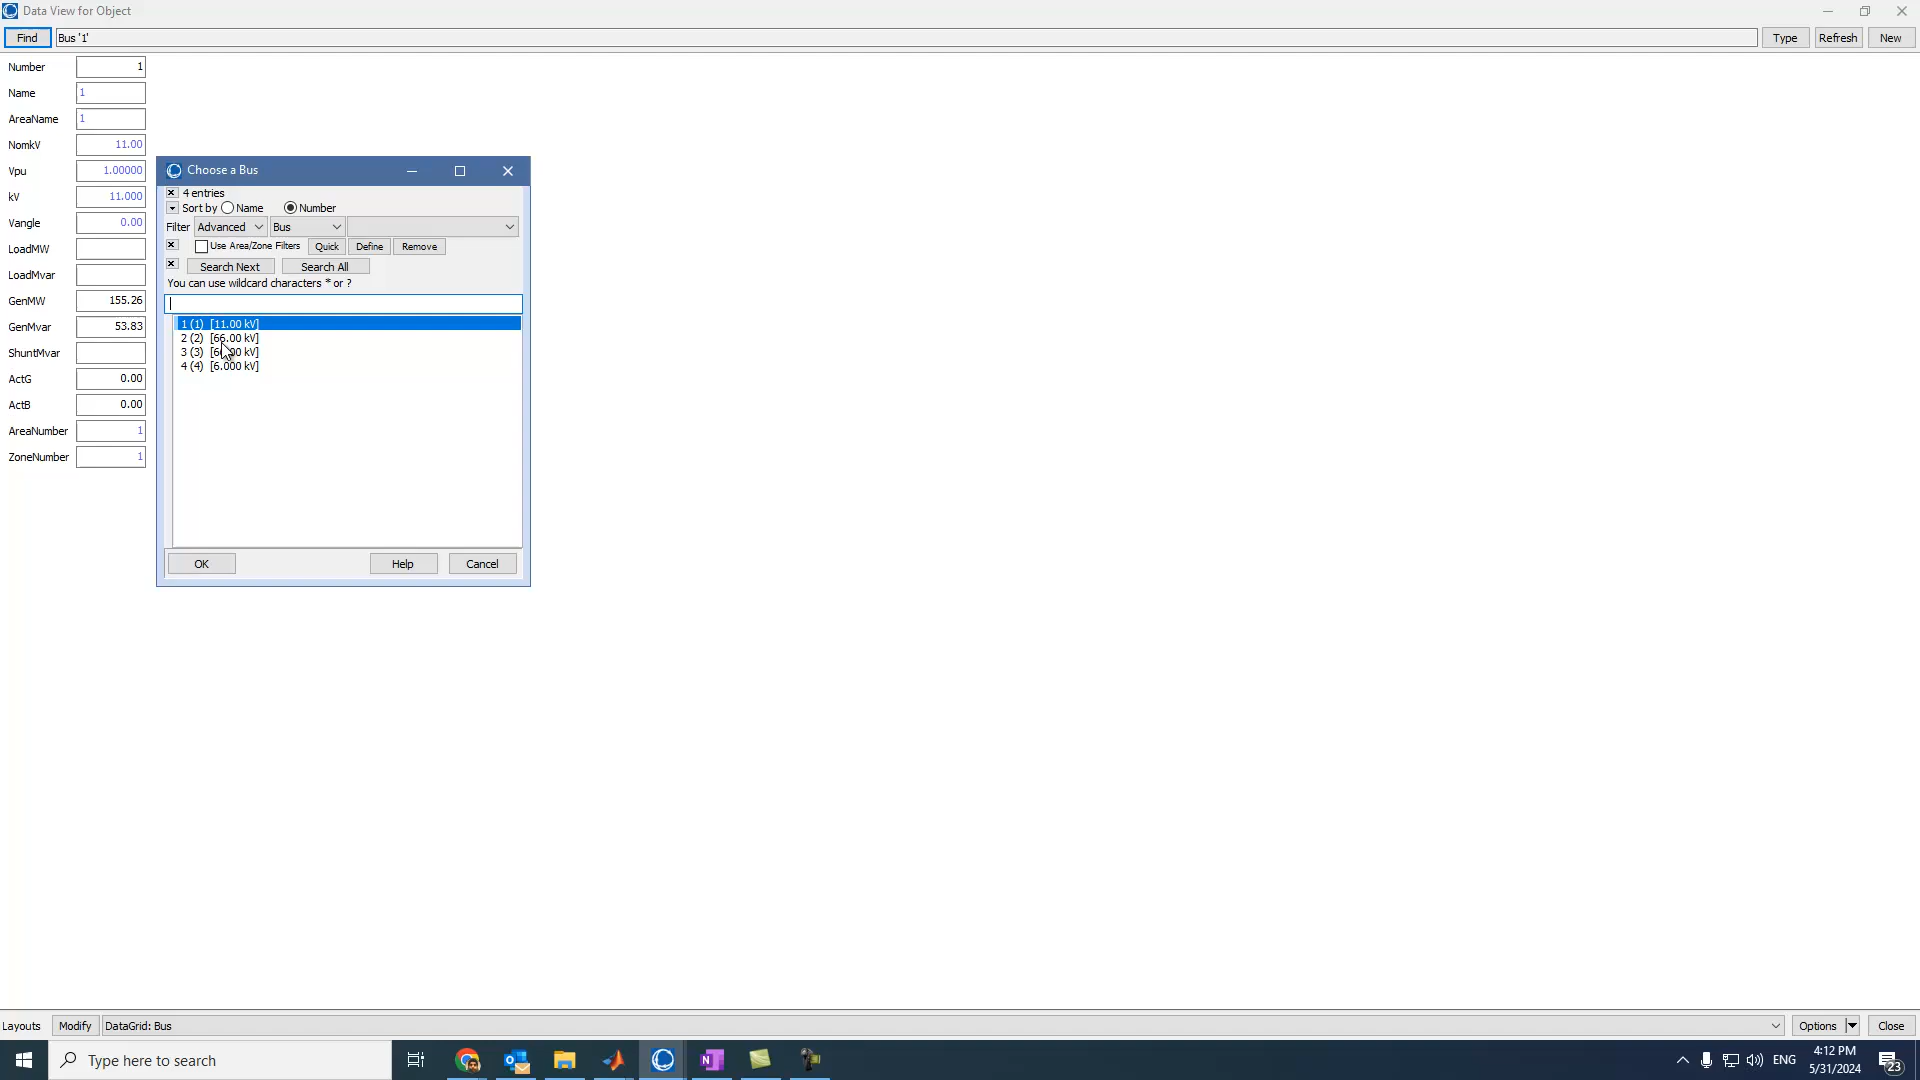 Data View for Object
Find Bus '1' Type Refresh New
Number 1
Name 1
AreaName 1
NomkV 11.00
Vpu 1.00000
kV 11.000
Vangle 0.00
LoadMW
LoadMvar
GenMW 155.26
GenMvar 53.83
ShuntMvar
ActG 0.00
ActB 0.00
AreaNumber 1
ZoneNumber 1
Choose a Bus
4 entries
Sort by Name Number
Filter Advanced Bus
Use Area/Zone Filters Quick Define Remove
Search Next Search All
You can use wildcard characters * or ?
1 (1) [11.00 kV]
2 (2) [66.00 kV]
3 (3) kV]
4 (4) [6.000 kV]
OK Help Cancel
Layouts Modify DataGrid: Bus Options Close
Type here to search
ENG
4:12 PM
5/31/2024
23